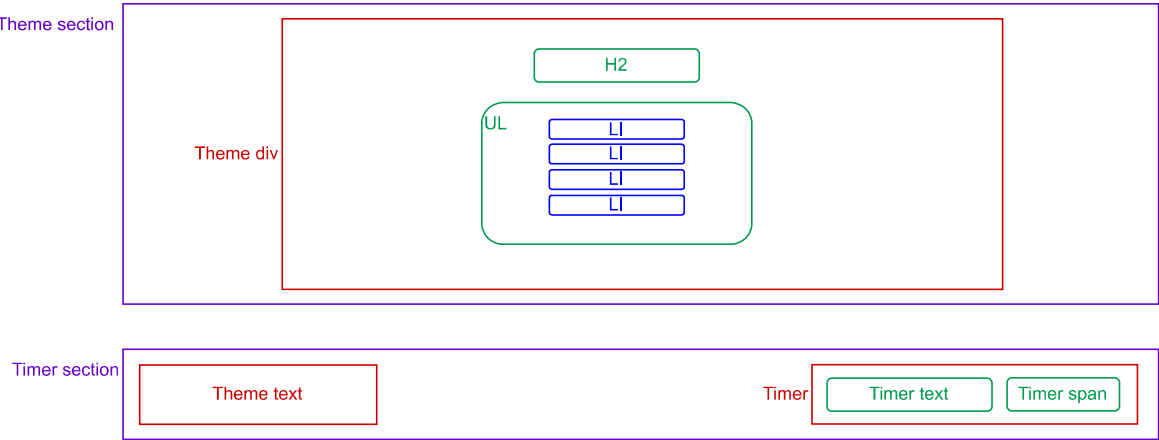 Theme section
H2
UL
LI
LI
Theme div
LI
LI
Timer section
Theme text
Timer
Timer text
Timer span